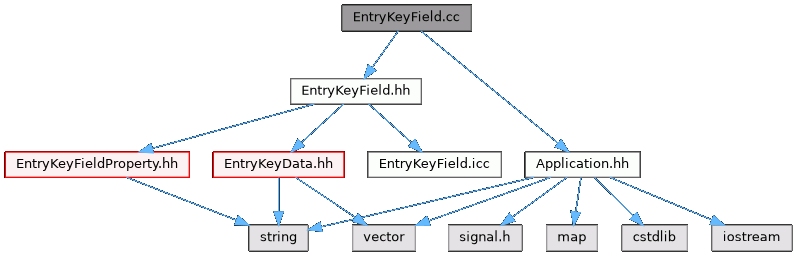 EntryKeyField.cc
EntryKeyField.hh
EntryKeyFieldProperty.hh
EntryKeyData.hh
EntryKeyField.icc
Application.hh
string
vector
signal.h
map
cstdlib
iostream